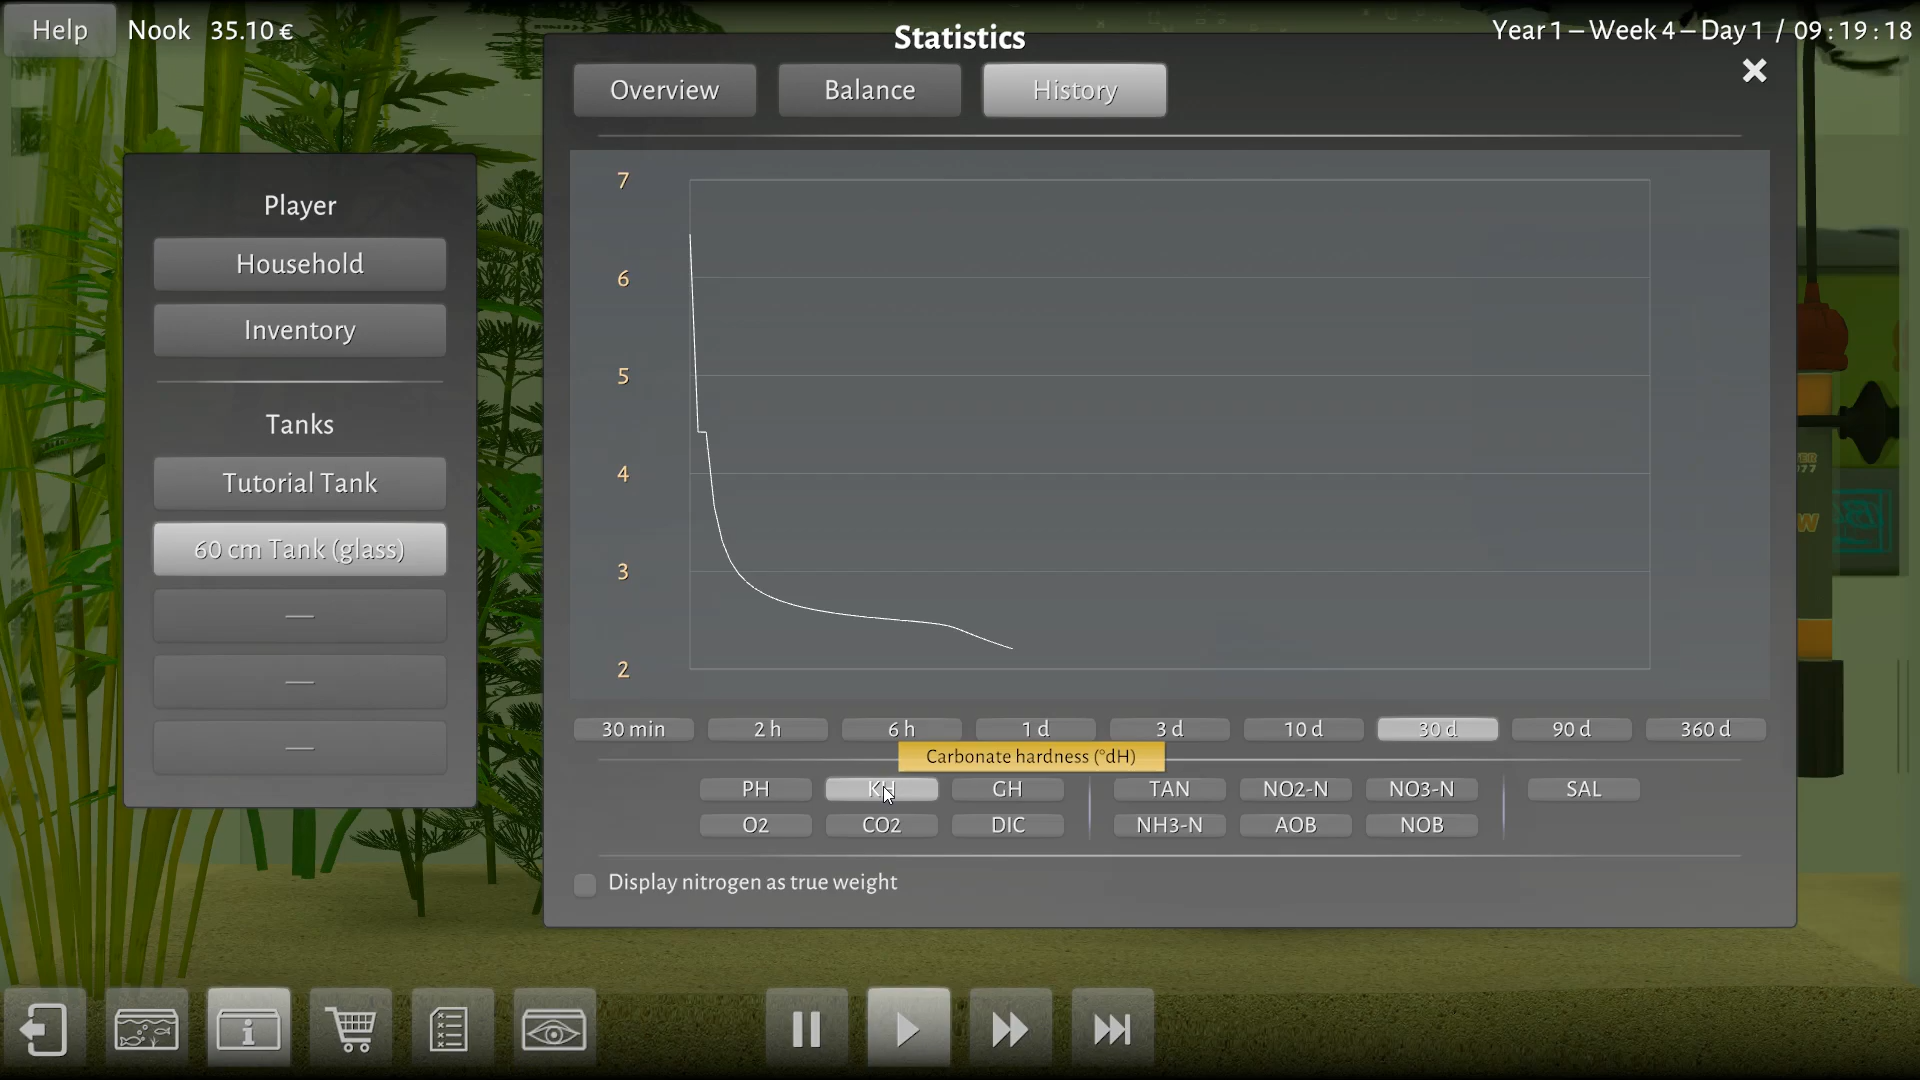 Help
Nook 35.10 €
Statistics
Year 1 – Week 4 – Day 1 / 09:19:18
Overview
Balance
History
Player
Household
Inventory
Tanks
Tutorial Tank
60 cm Tank (glass)
—
—
—
7
6
5
4
3
2
30 min
2 h
6 h
1 d
3 d
10 d
30 d
90 d
360 d
Carbonate hardness (°dH)
PH
KH
GH
TAN
NO2-N
NO3-N
SAL
O2
CO2
DIC
NH3-N
AOB
NOB
Display nitrogen as true weight